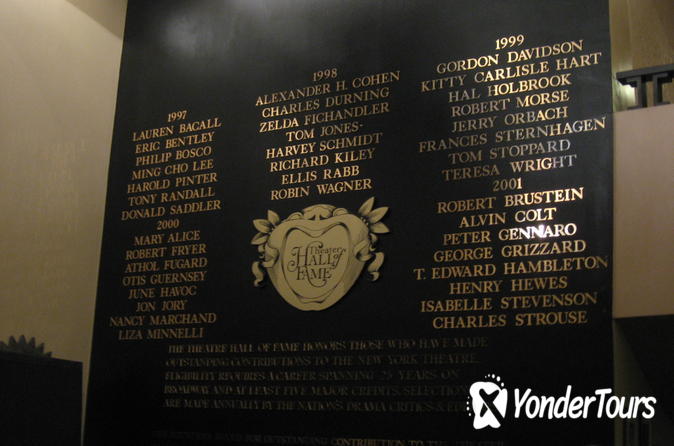 1997
LAUREN BACALL
ERIC BENTLEY
PHILIP BOSCO
MING CHO LEE
HAROLD PINTER
TONY RANDALL
DONALD SADDLER
2000
MARY ALICE
ROBERT FRYER
ATHOL FUGARD
OTIS GUERNSEY
JUNE HAVOC
JON JORY
NANCY MARCHAND
LIZA MINNELLI
1998
ALEXANDER H. COHEN
CHARLES DURNING
ZELDA FICHANDLER
TOM JONES-
HARVEY SCHMIDT
RICHARD KILEY
ELLIS RABB
ROBIN WAGNER
Theater
HALL of
FAME
1999
GORDON DAVIDSON
KITTY CARLISLE HART
HAL HOLBROOK
ROBERT MORSE
JERRY ORBACH
FRANCES STERNHAGEN
TOM STOPPARD
TERESA WRIGHT
2001
ROBERT BRUSTEIN
ALVIN COLT
PETER GENNARO
GEORGE GRIZZARD
T. EDWARD HAMBLETON
HENRY HEWES
ISABELLE STEVENSON
CHARLES STROUSE
THE THEATRE HALL OF FAME HONORS THOSE WHO HAVE MADE
OUTSTANDING CONTRIBUTIONS TO THE NEW YORK THEATRE.
ELIGIBILITY REQUIRES A CAREER SPANNING 25 YEARS ON
BROADWAY AND AT LEAST FIVE MAJOR CREDITS. SELECTIONS
ARE MADE ANNUALLY BY THE NATION'S DRAMA CRITICS &
FOR OUTSTANDING CONTRIBUTION TO THE
YonderTours